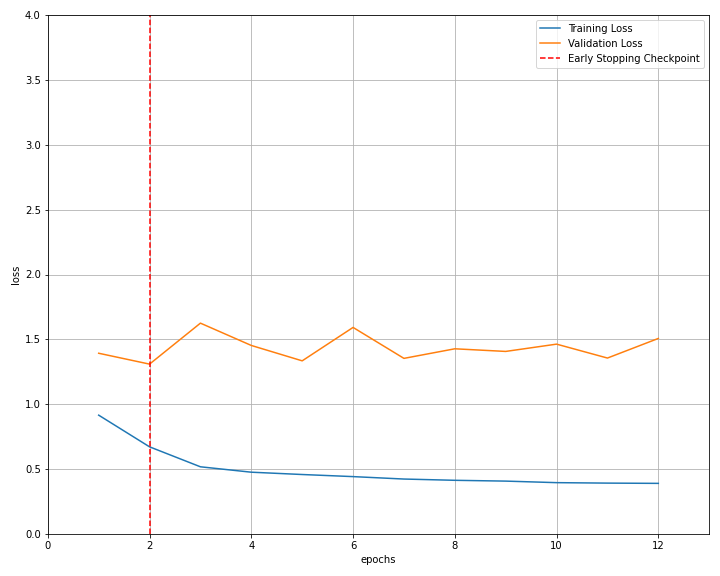 4.0
3.5
3.0
2.5
2.0
1.5
1.0
0.5
0.0
loss
0 2 4 6 8 10 12
epochs
Training Loss
Validation Loss
Early Stopping Checkpoint